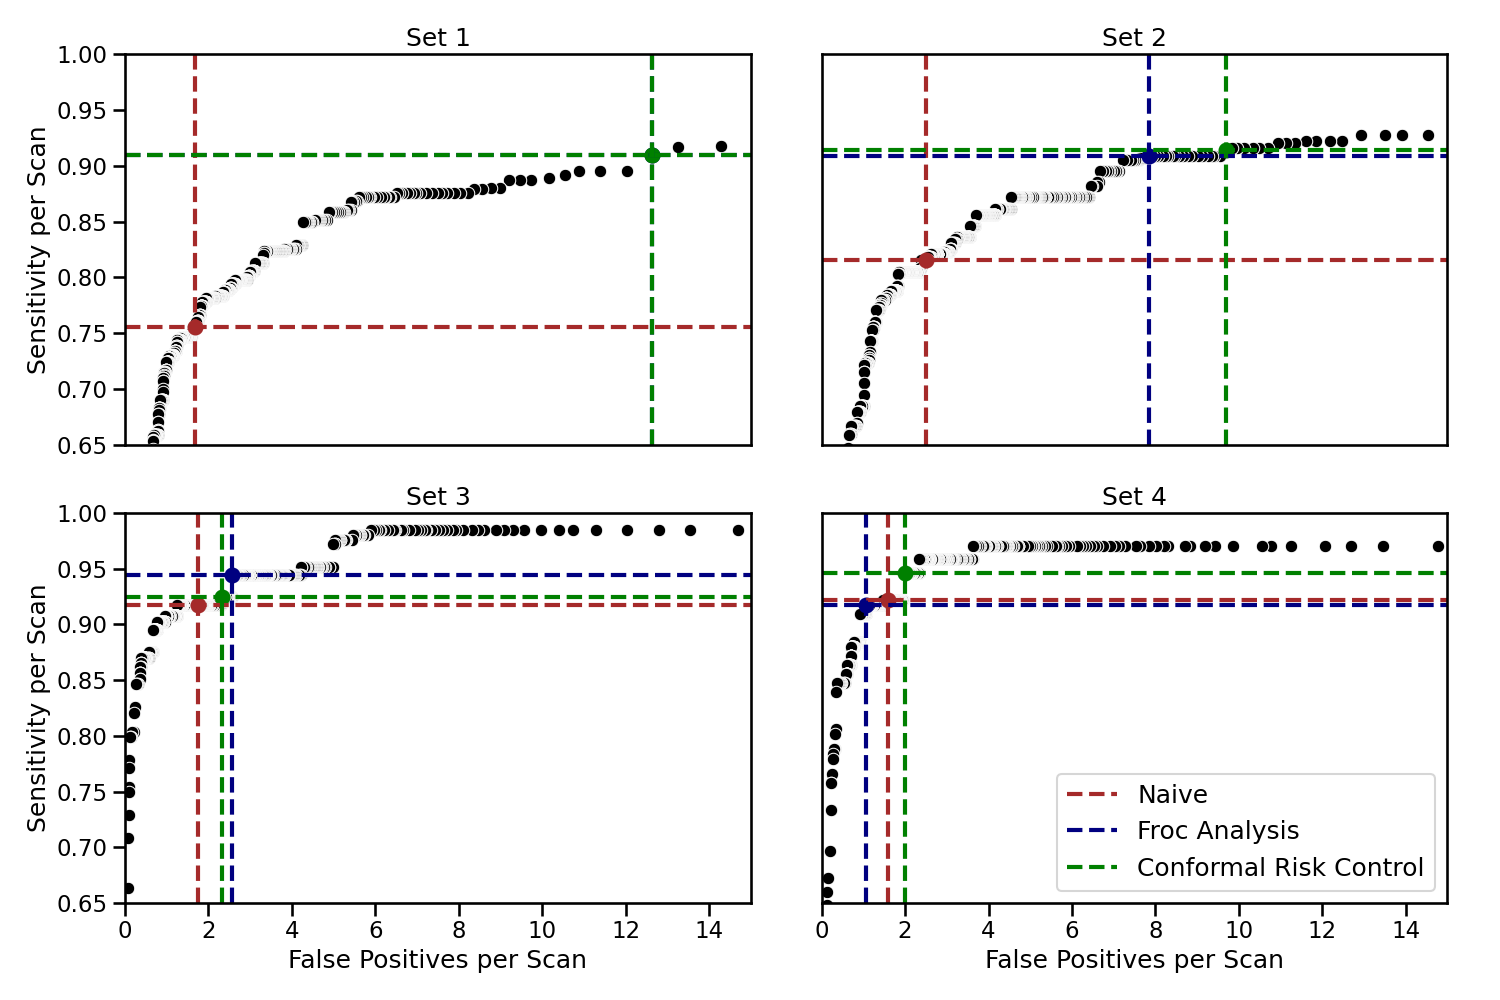 Set 1
Set 2
1.00
0.95
0.90
0.85
0.80
0.75
0.70
0.65
Sensitivity per Scan
Set 3
Set 4
1.00
0.95
0.90
0.85
0.80
0.75
0.70
0.65
Sensitivity per Scan
Naive
Froc Analysis
Conformal Risk Control
0 2 4 6 8 10 12 14
0 2 4 6 8 10 12 14
False Positives per Scan
False Positives per Scan